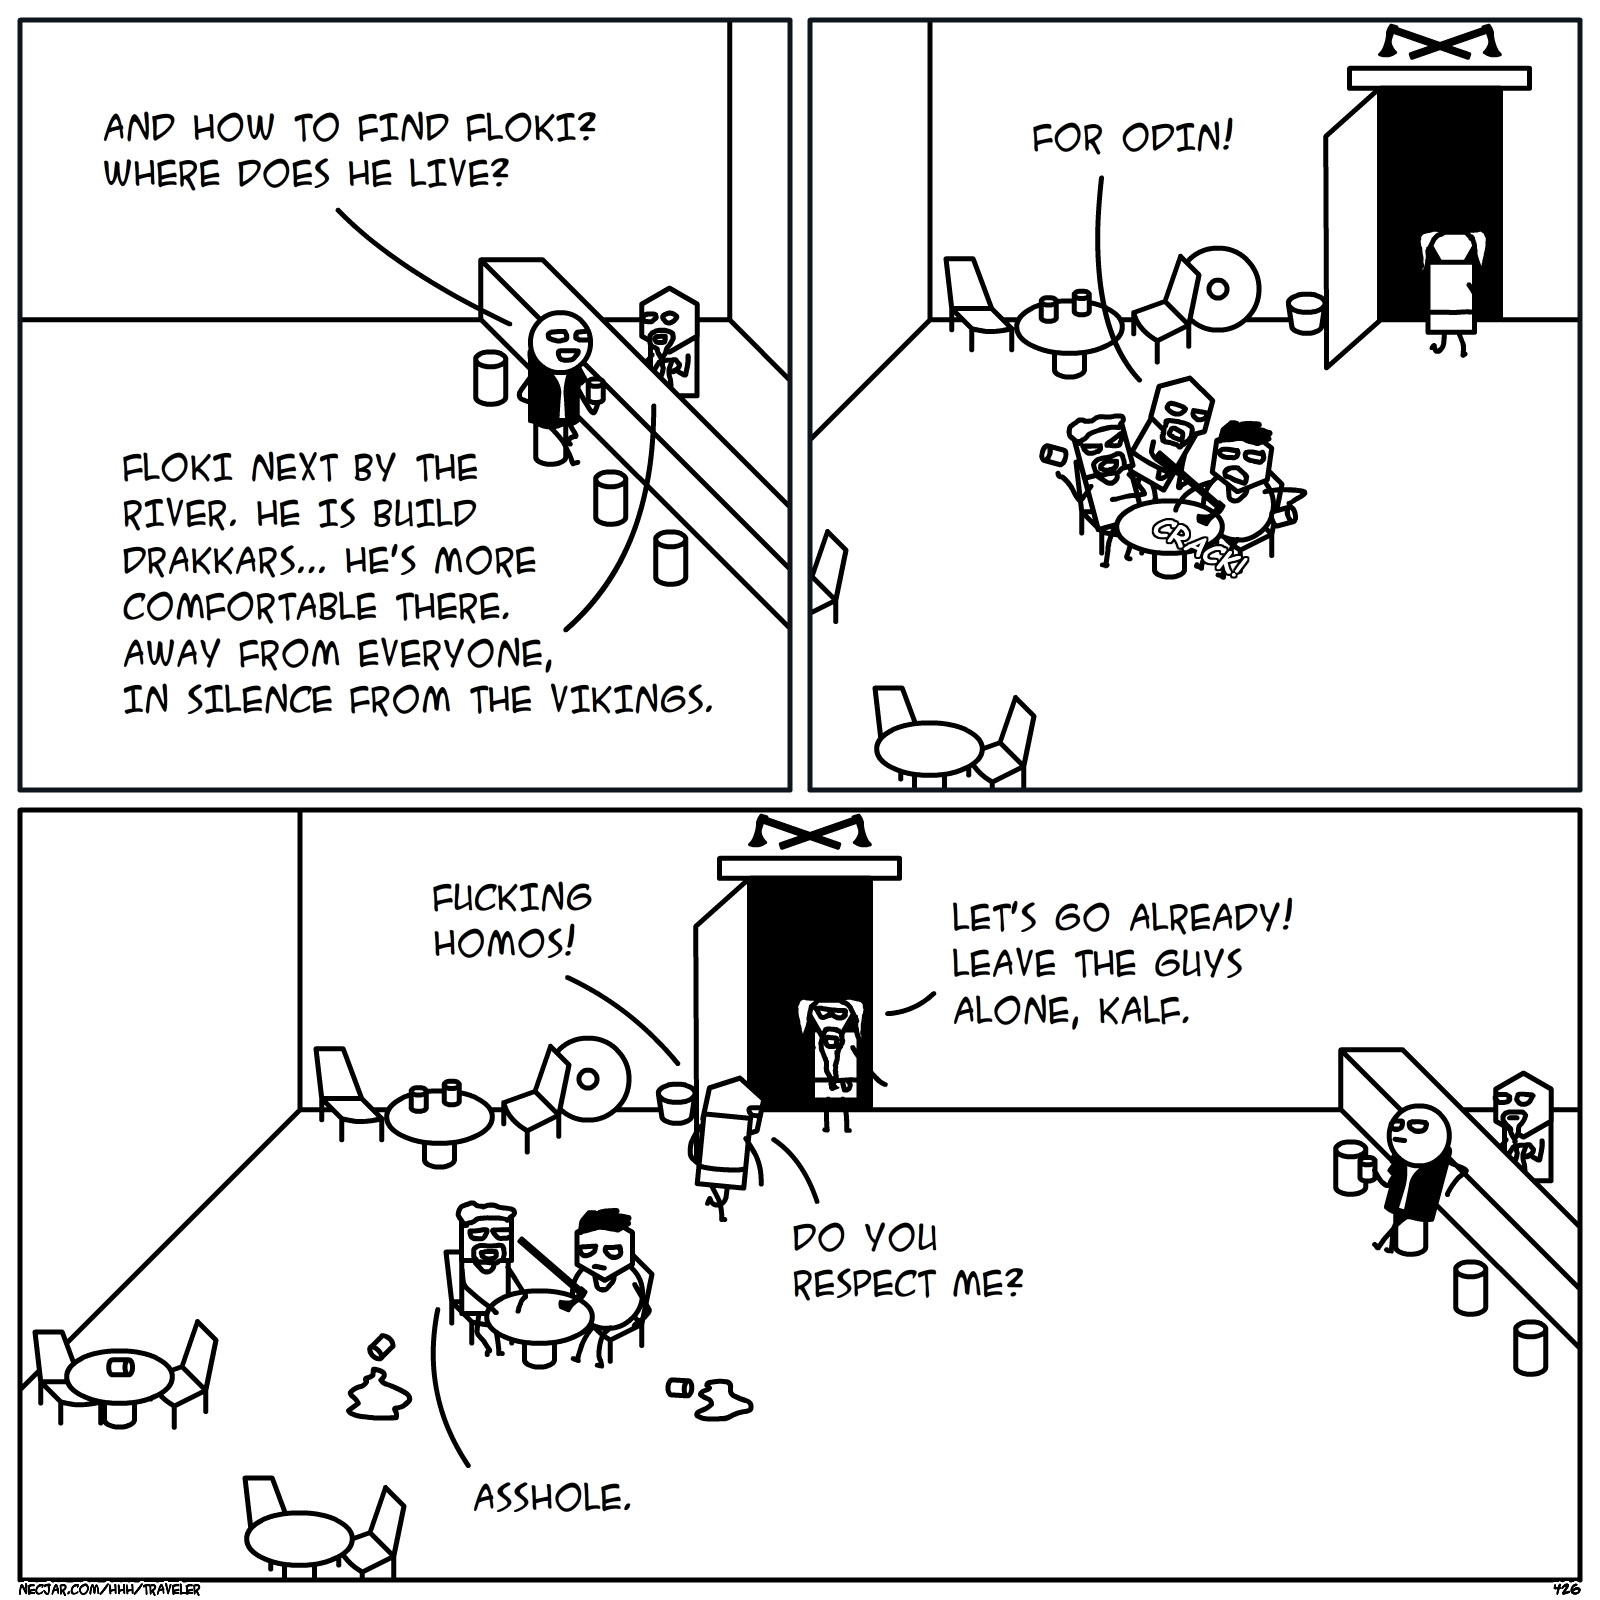 AND HOW TO FIND FLOKI?
WHERE DOES HE LIVE?
FLOKI NEXT BY THE
RIVER. HE IS BUILD
DRAKKARS... HE'S MORE
COMFORTABLE THERE.
AWAY FROM EVERYONE,
IN SILENCE FROM THE VIKINGS.
FOR ODIN!
CRACK!
FUCKING
HOMOS!
LET'S GO ALREADY!
LEAVE THE GUYS
ALONE, KALF.
DO YOU
RESPECT ME?
ASSHOLE.
NECJAR.COM/HHH/TRAVELER
426